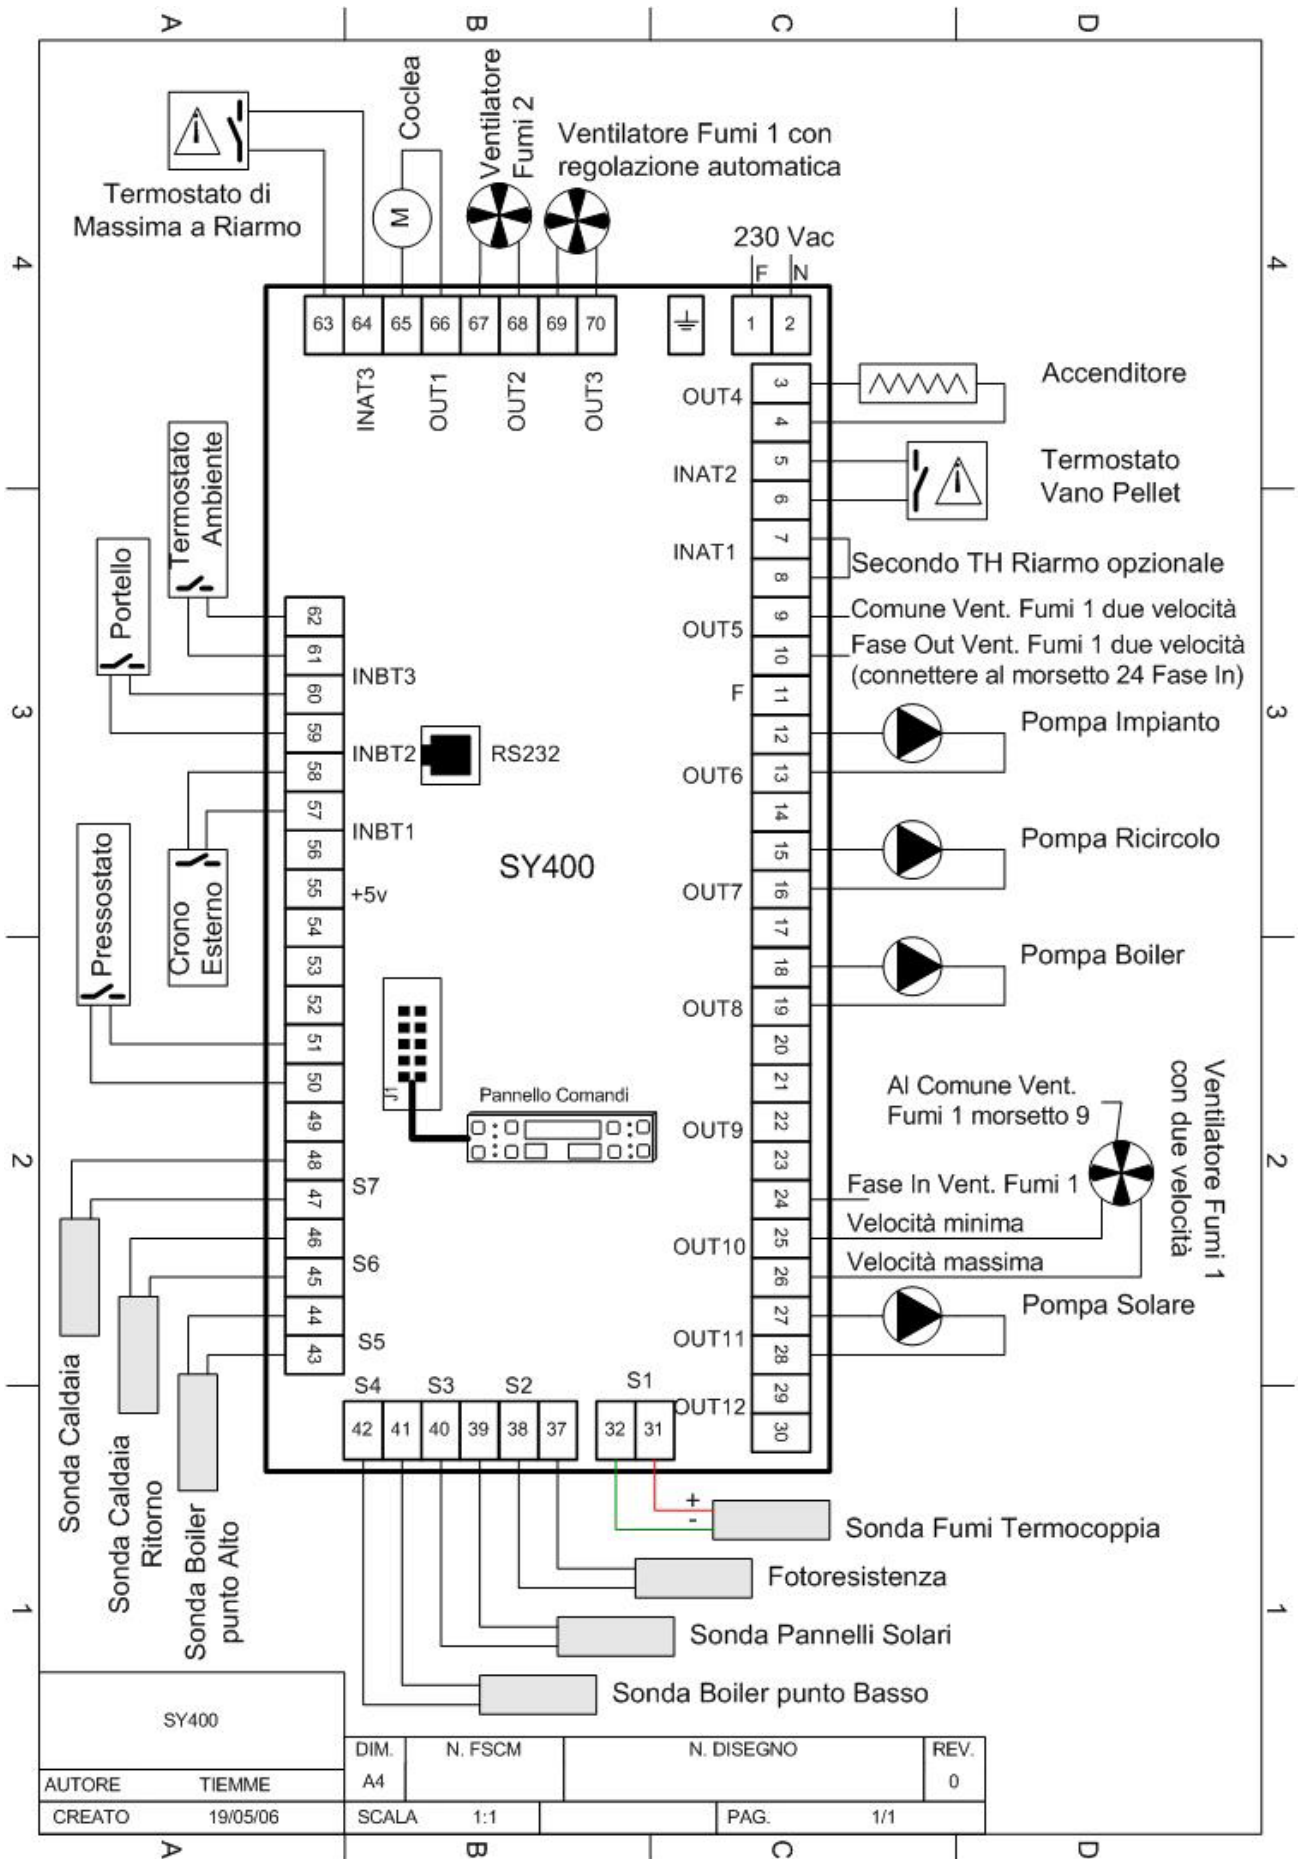 A
B
C
D
Coclea
Ventilatore
Fumi 2
Ventilatore Fumi 1 con
regolazione automatica
Termostato di
Massima a Riarmo
M
230 Vac
F
N
4
4
63
64
65
66
67
68
69
70
1
2
INAT3
OUT1
OUT2
OUT3
OUT4
3
4
Accenditore
INAT2
5
6
Termostato
Vano Pellet
INAT1
7
8
Secondo TH Riarmo opzionale
OUT5
9
10
Comune Vent. Fumi 1 due velocità
Fase Out Vent. Fumi 1 due velocità
(connettere al morsetto 24 Fase In)
F
11
12
Pompa Impianto
OUT6
13
14
15
Pompa Ricircolo
OUT7
16
17
18
Pompa Boiler
OUT8
19
20
21
OUT9
22
23
24
Al Comune Vent.
Fumi 1 morsetto 9
Ventilatore Fumi 1
con due velocità
Fase In Vent. Fumi 1
Velocità minima
OUT10
25
26
Velocità massima
27
Pompa Solare
OUT11
28
OUT12
29
30
Termostato
Ambiente
Portello
62
61
INBT3
60
59
INBT2
58
57
INBT1
56
55
+5v
54
53
52
51
50
49
48
S7
47
46
S6
45
44
S5
43
3
3
2
2
1
1
RS232
SY400
Pressostato
Crono
Esterno
J1
Pannello Comandi
S4
S3
S2
S1
42
41
40
39
38
37
32
31
Sonda Caldaia
Sonda Caldaia
Ritorno
Sonda Boiler
punto Alto
+
-
Sonda Fumi Termocoppia
Fotoresistenza
Sonda Pannelli Solari
Sonda Boiler punto Basso
SY400
DIM.
N. FSCM
N. DISEGNO
REV.
A4
0
AUTORE TIEMME
CREATO 19/05/06
SCALA 1:1
PAG. 1/1
A
B
C
D